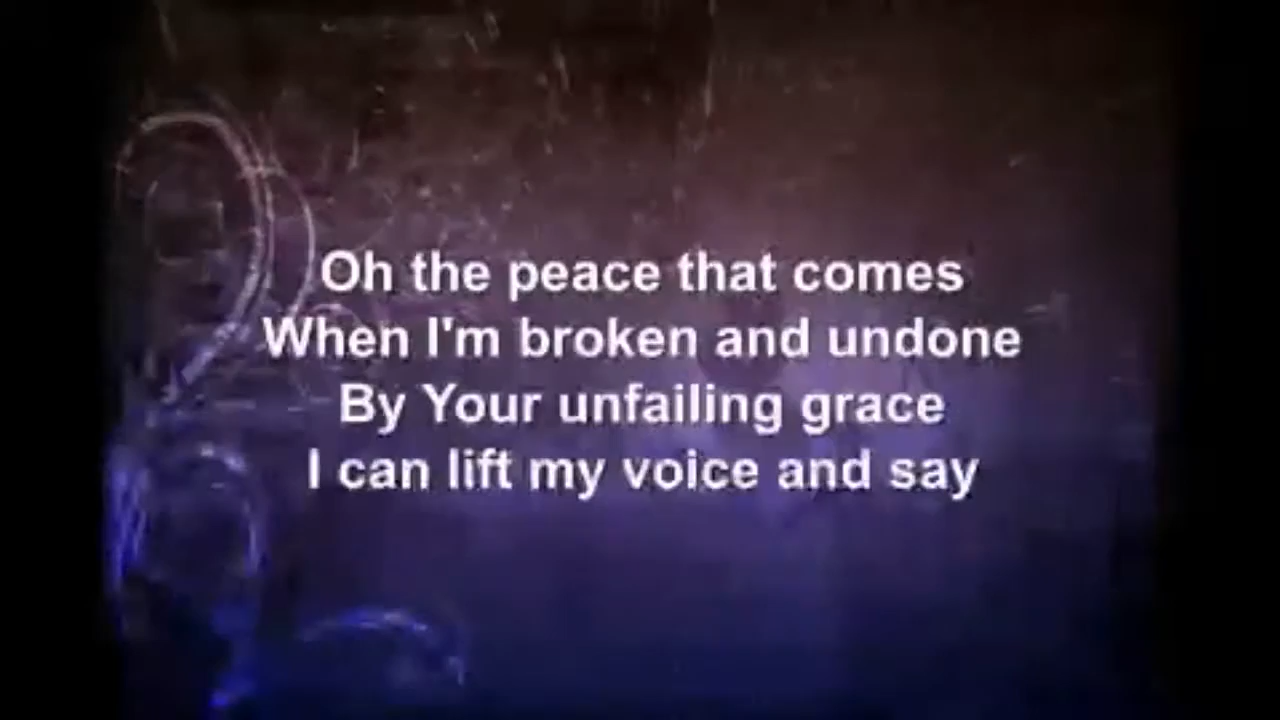 Oh the peace that comes
When I'm broken and undone
By Your unfailing grace
I can lift my voice and say